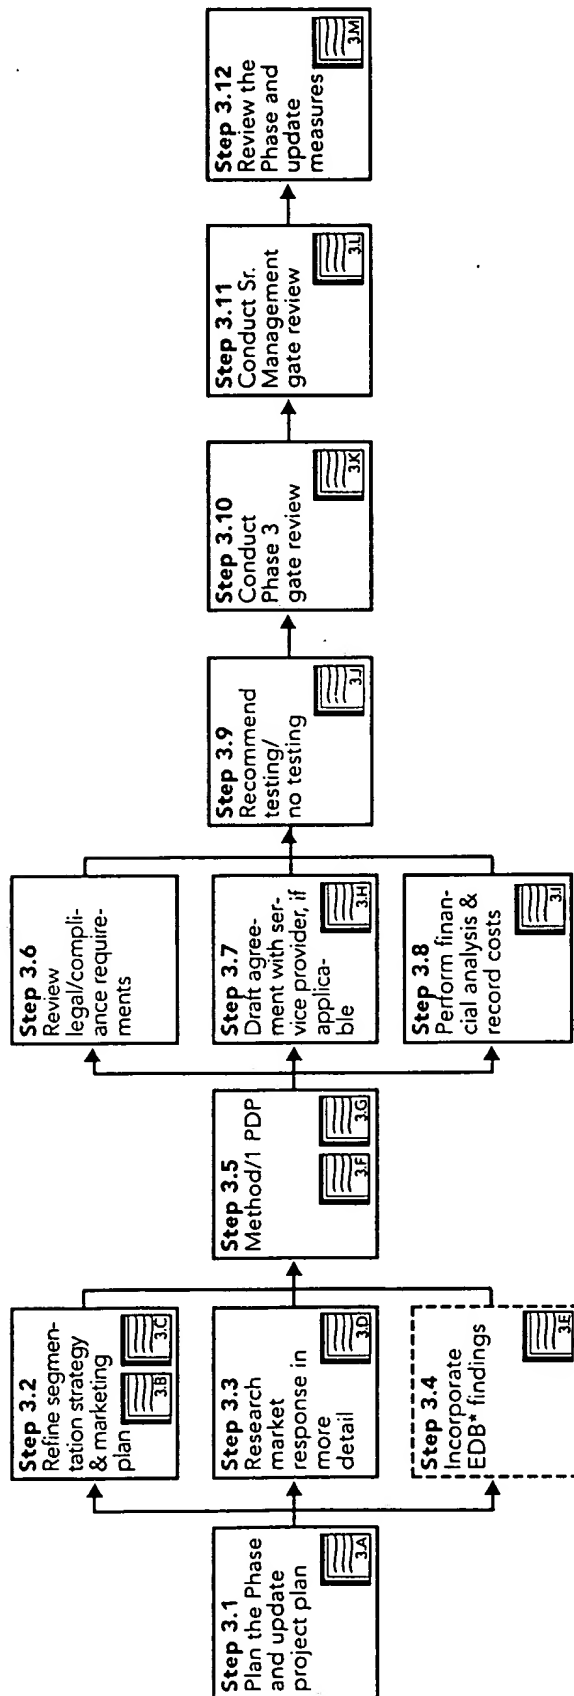 Step 3.1
Plan the Phase
and update
project plan
3.A
Step 3.2
Refine segmen-
tation strategy
& marketing
plan
3.B
3.C
Step 3.3
Research
market
response in
more
detail
3.D
Step 3.4
Incorporate
EDB* findings
3.E
Step 3.5
Method/1 PDP
3.F
3.G
Step 3.6
Review
legal/compli-
ance require-
ments
Step 3.7
Draft agree-
ment with ser-
vice provider, if
applica-
ble
3.H
Step 3.8
Perform finan-
cial analysis &
record costs
3.I
Step 3.9
Recommend
testing/
no testing
3.J
Step 3.10
Conduct
Phase 3
gate review
3.K
Step 3.11
Conduct Sr.
Management
gate review
3.L
Step 3.12
Review the
Phase and
update
measures
3.M